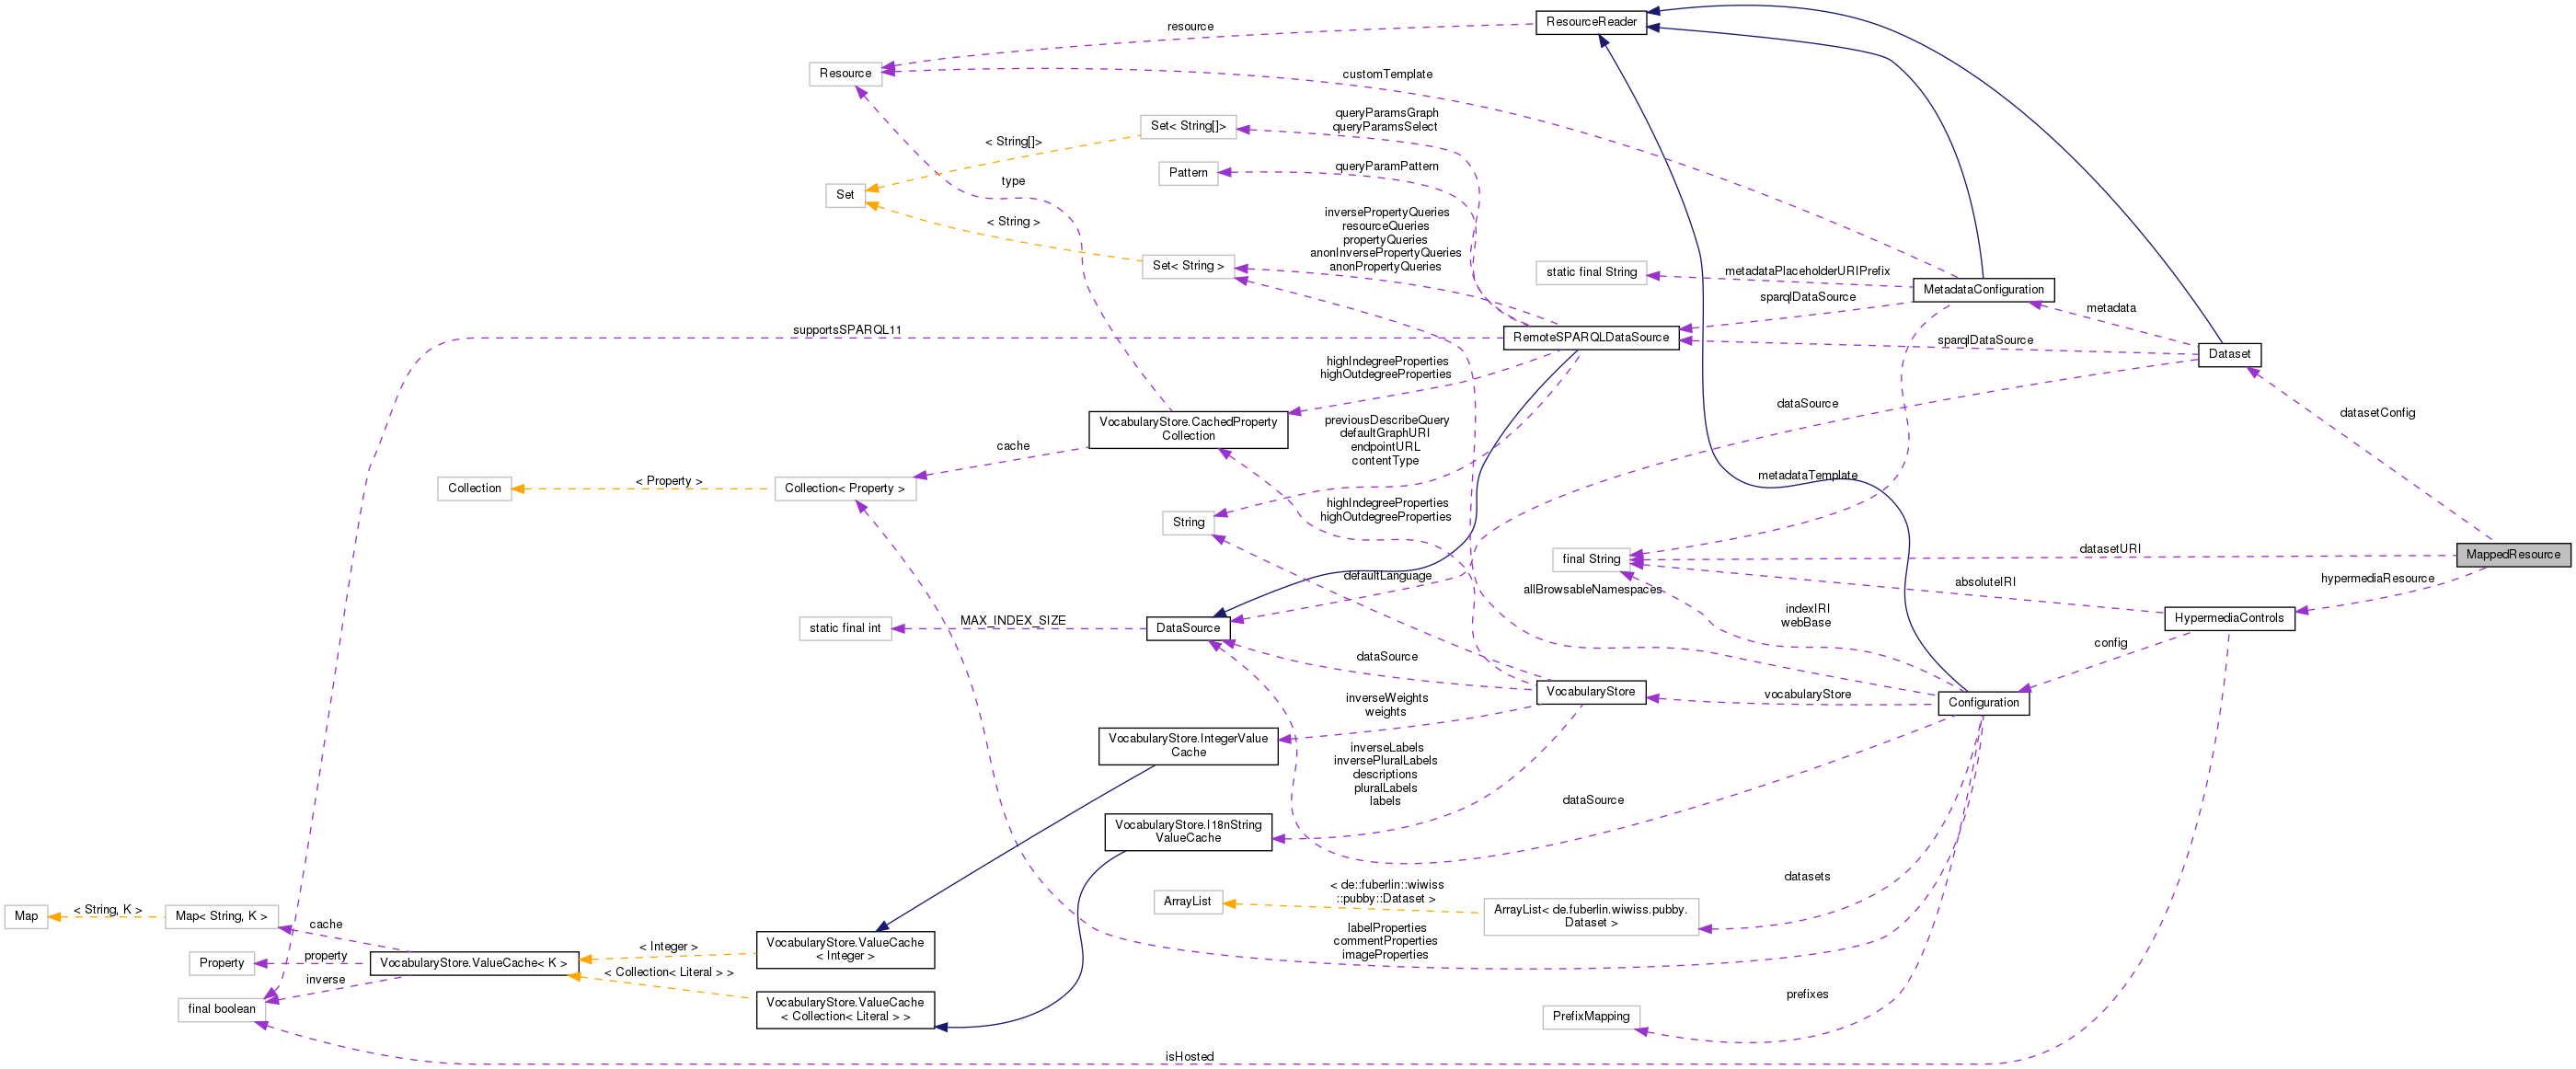 ResourceReader
resource
Resource
customTemplate
queryParamsGraph
queryParamsSelect
Set< String[]>
< String[]>
queryParamPattern
Pattern
type
Set
< String >
inversePropertyQueries
resourceQueries
propertyQueries
anonInversePropertyQueries
anonPropertyQueries
Set< String >
static final String
metadataPlaceholderURIPrefix
MetadataConfiguration
sparqlDataSource
metadata
supportsSPARQL11
RemoteSPARQLDataSource
sparqlDataSource
Dataset
highIndegreeProperties
highOutdegreeProperties
dataSource
datasetConfig
VocabularyStore.CachedProperty
Collection
previousDescribeQuery
defaultGraphURI
endpointURL
contentType
cache
metadataTemplate
Collection
< Property >
Collection< Property >
highIndegreeProperties
highOutdegreeProperties
String
final String
datasetURI
MappedResource
defaultLanguage
allBrowsableNamespaces
absoluteIRI
hypermediaResource
indexIRI
webBase
static final int
MAX_INDEX_SIZE
DataSource
HypermediaControls
config
dataSource
VocabularyStore
vocabularyStore
Configuration
inverseWeights
weights
VocabularyStore.IntegerValue
Cache
inverseLabels
inversePluralLabels
descriptions
pluralLabels
labels
dataSource
VocabularyStore.I18nString
ValueCache
datasets
< de::fuberlin::wiwiss
::pubby::Dataset >
ArrayList
ArrayList< de.fuberlin.wiwiss.pubby.
Dataset >
Map
< String, K >
Map< String, K >
cache
labelProperties
commentProperties
imageProperties
< Integer >
VocabularyStore.ValueCache
< Integer >
Property
property
VocabularyStore.ValueCache< K >
inverse
< Collection< Literal > >
final boolean
VocabularyStore.ValueCache
< Collection< Literal > >
prefixes
PrefixMapping
isHosted